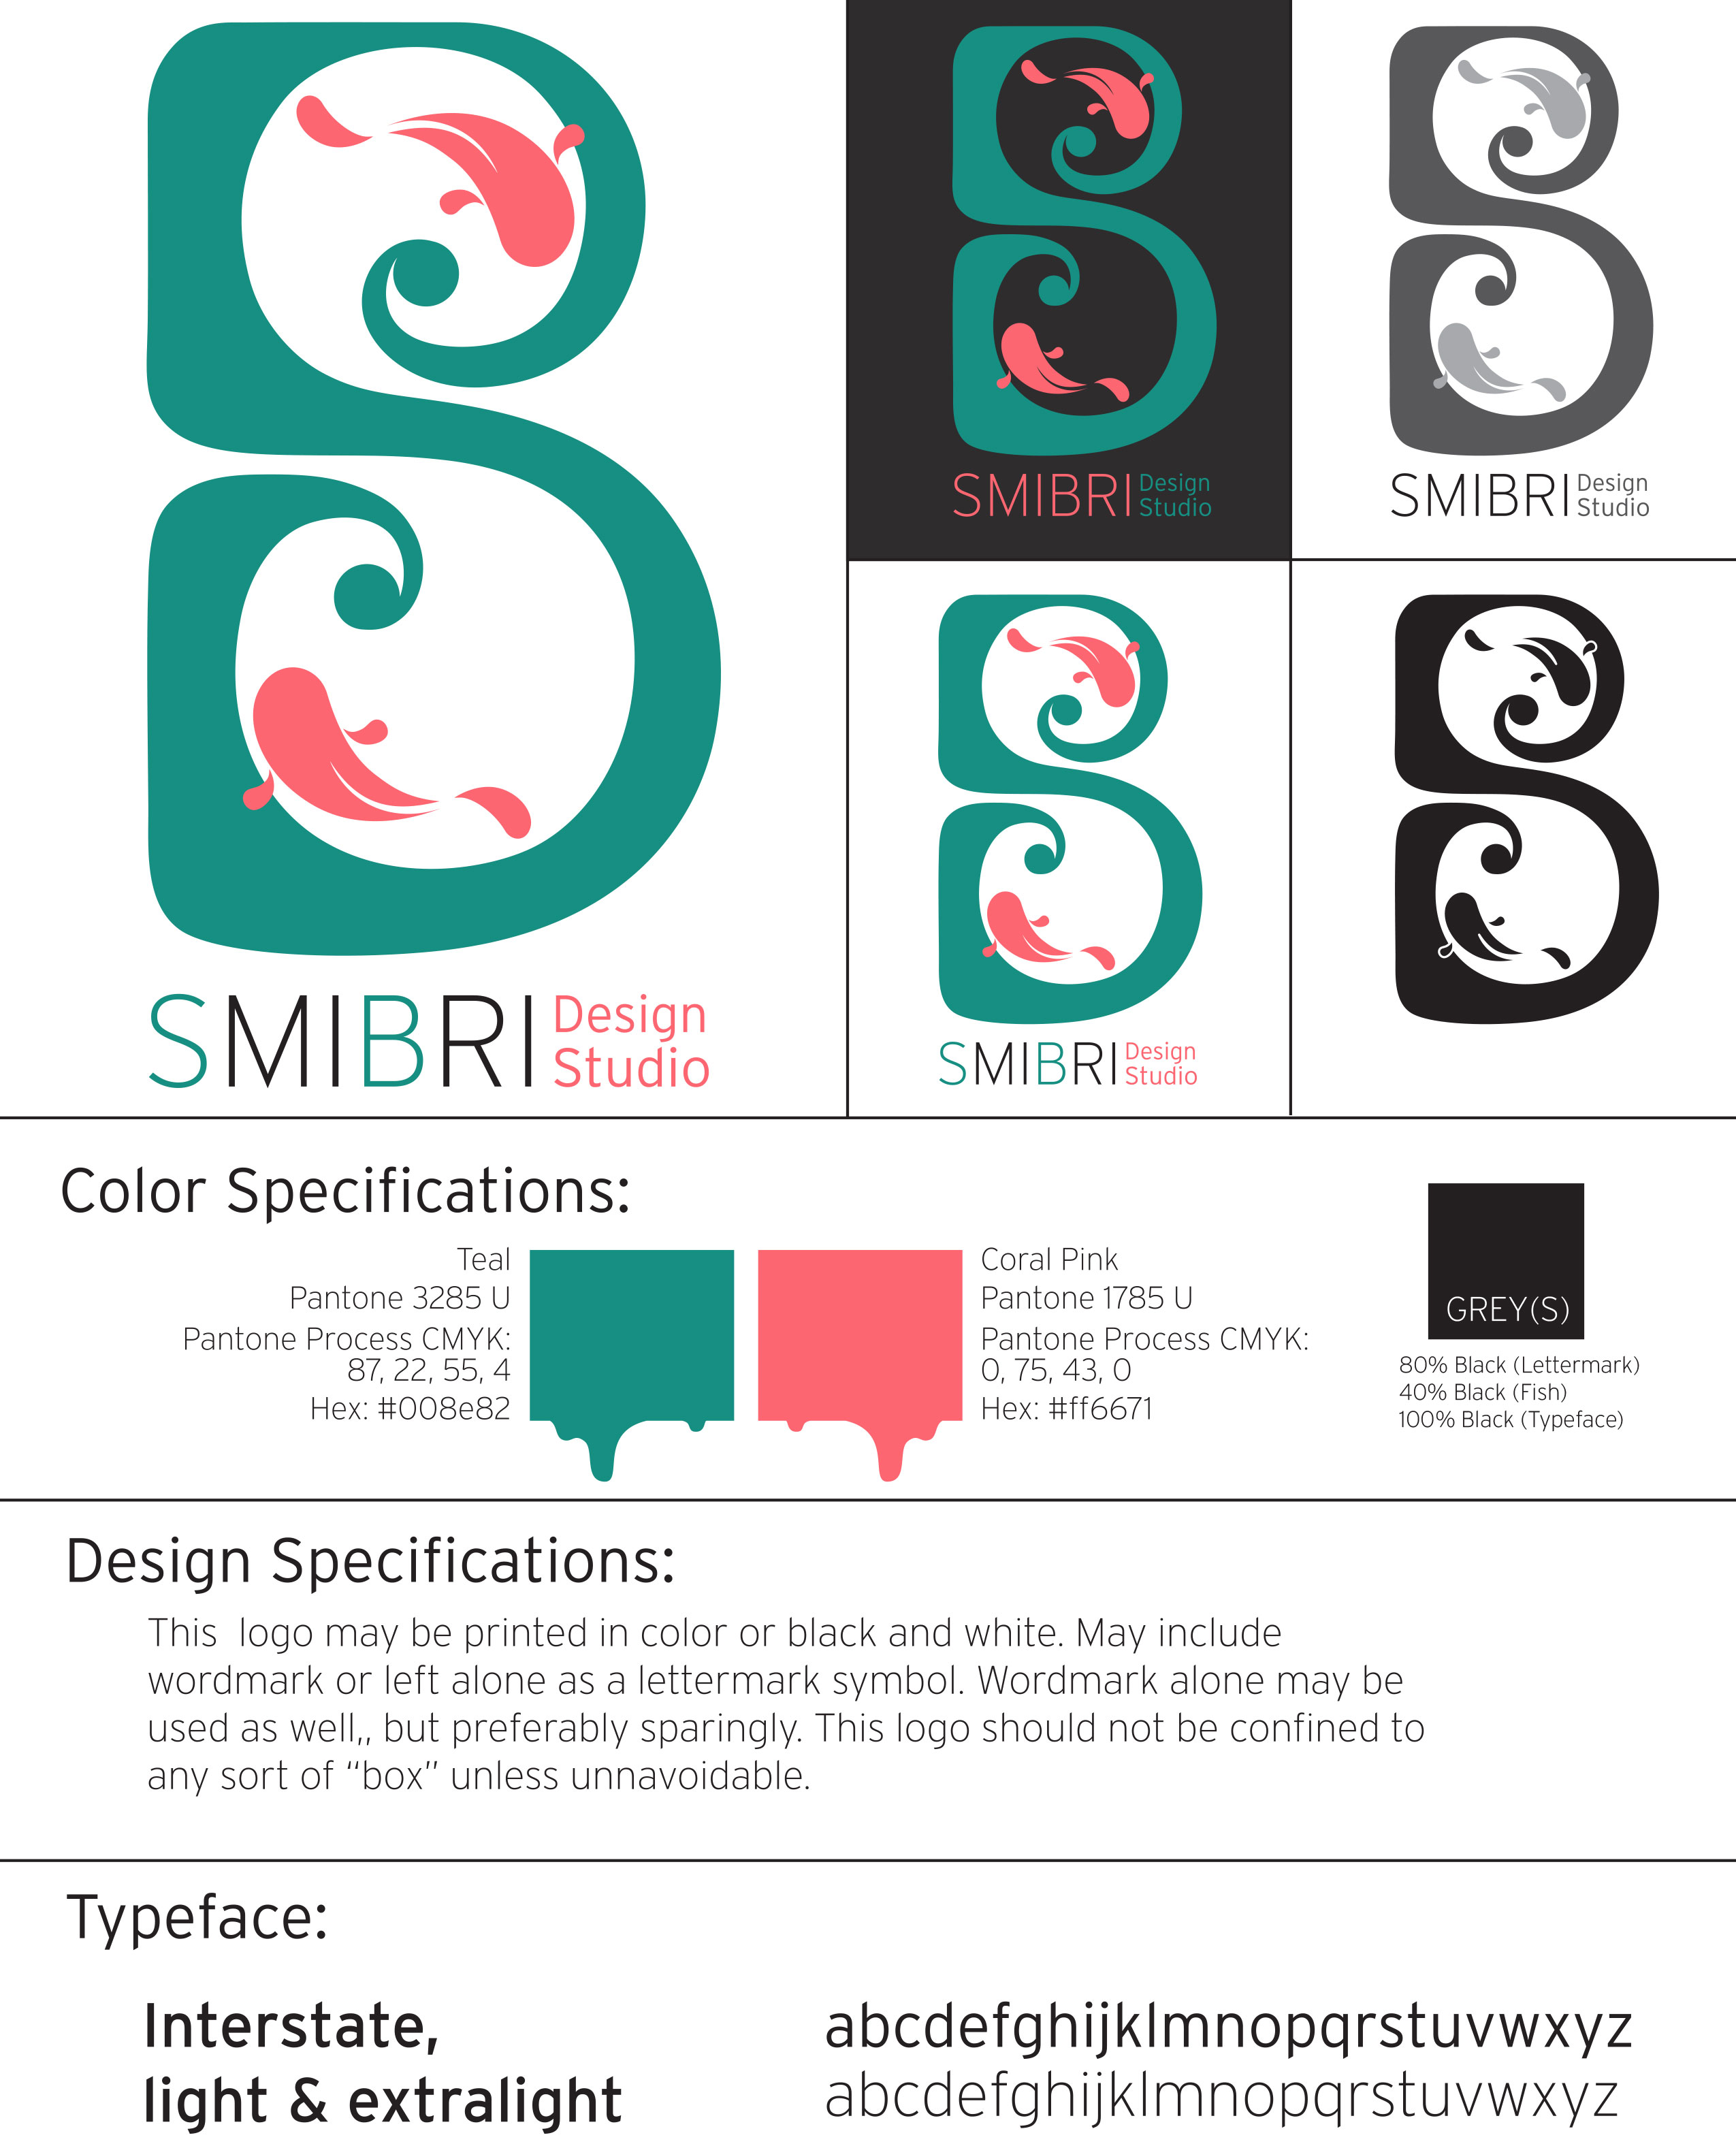 SMIBRI Design
Studio
SMIBRI Design
Studio
SMIBRI Design
Studio
SMIBRI Design
Studio
Color Specifications:
Teal
Pantone 3285 U
Pantone Process CMYK:
87, 22, 55, 4
Hex: #008e82
Coral Pink
Pantone 1785 U
Pantone Process CMYK:
0, 75, 43, 0
Hex: #ff6671
GREY(S)
80% Black (Lettermark)
40% Black (Fish)
100% Black (Typeface)
Design Specifications:
This  logo may be printed in color or black and white. May include
wordmark or left alone as a lettermark symbol. Wordmark alone may be
used as well,, but preferably sparingly. This logo should not be confined to
any sort of “box” unless unnavoidable.
Typeface:
Interstate,
light & extralight
abcdefghijklmnopqrstuvwxyz
abcdefghijklmnopqrstuvwxyz